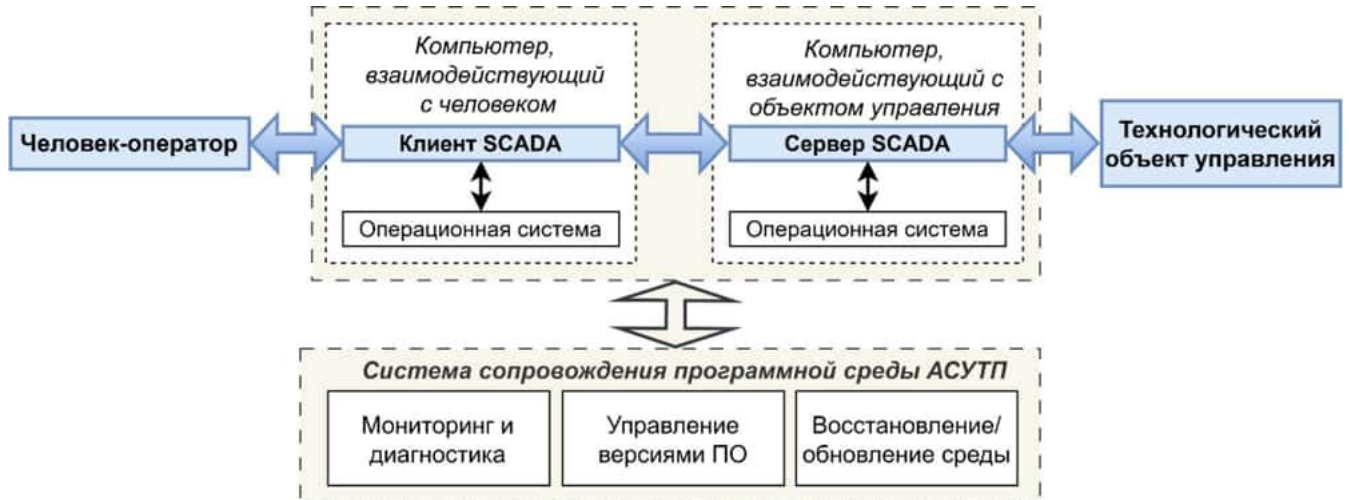 Компьютер,
взаимодействующий
с человеком
Компьютер,
взаимодействующий с
объектом управления
Человек-оператор
Клиент SCADA
Сервер SCADA
Технологический
объект управления
Операционная система
Операционная система
Система сопровождения программной среды АСУТП
Мониторинг и
диагностика
Управление
версиями ПО
Восстановление/
обновление среды